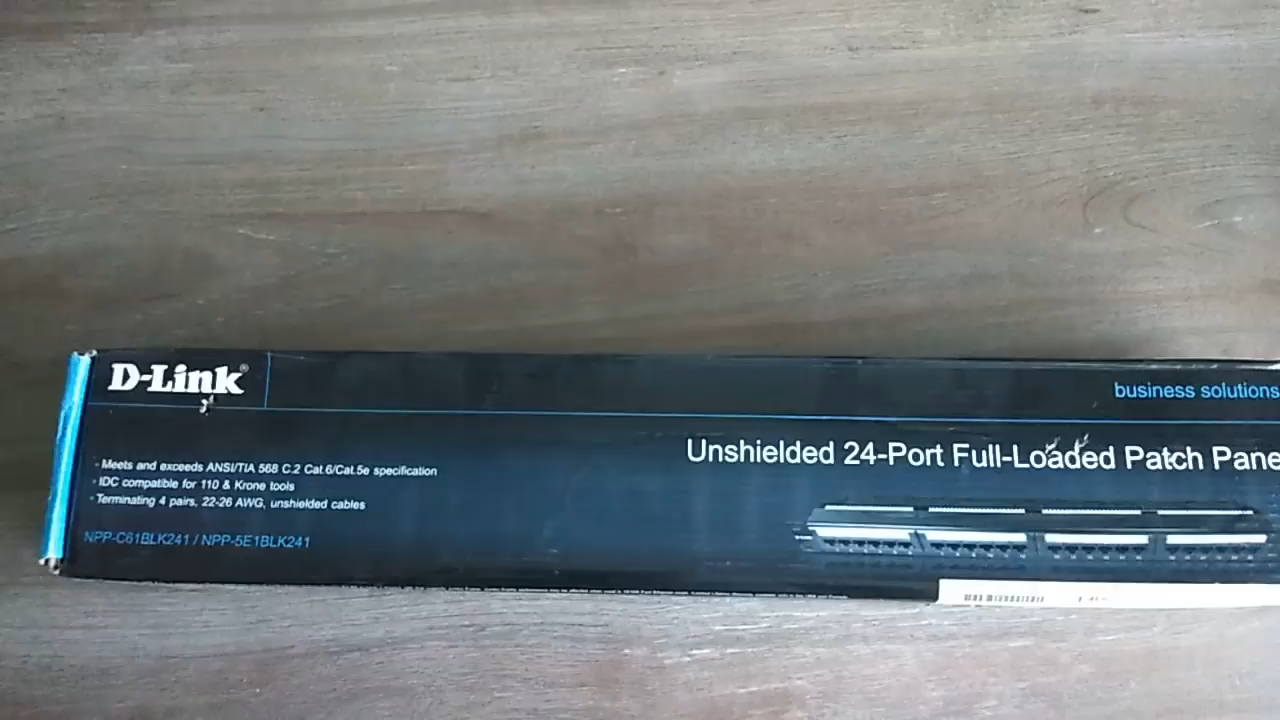 D-Link®
business solutions
Unshielded 24-Port Full-Loaded Patch Pane
· Meets and exceeds ANSI/TIA 568 C.2 Cat.6/Cat.5e specification
· IDC compatible for 110 & Krone tools
· Terminating 4 pairs, 22-26 AWG, unshielded cables
NPP-C61BLK241 / NPP-5E1BLK241